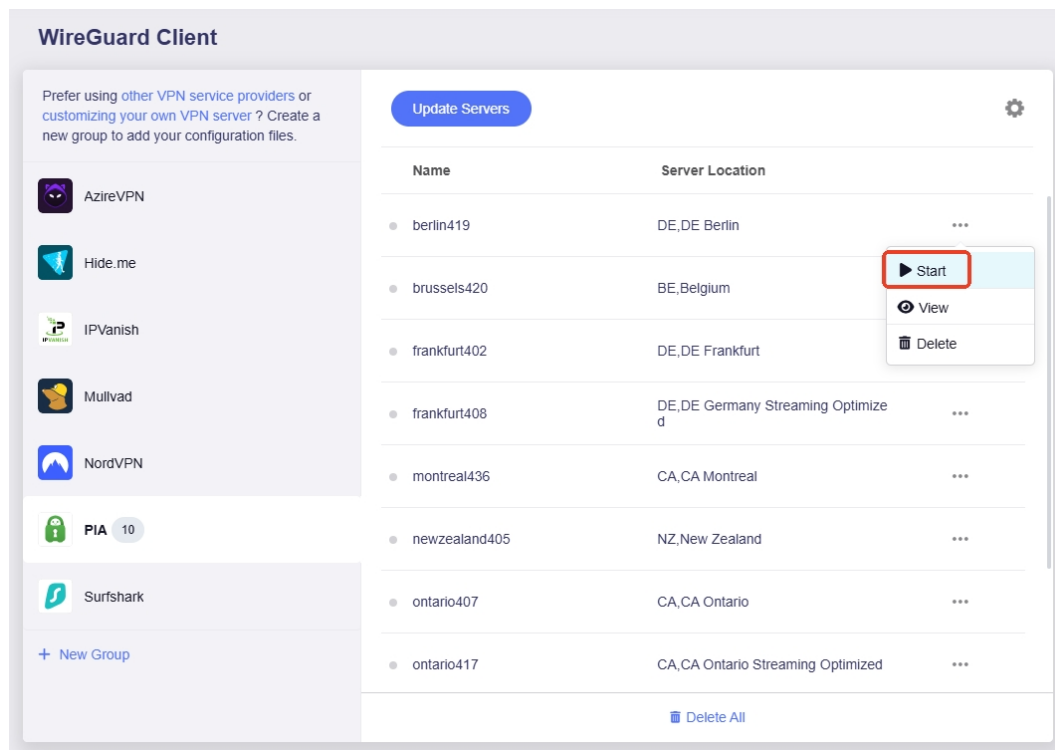 WireGuard Client
Prefer using other VPN service providers or
customizing your own VPN server ? Create a
new group to add your configuration files.
AzireVPN
Hide.me
IPVANISH
IPVanish
Mullvad
NordVPN
PIA 10
Surfshark
+ New Group
Update Servers
Name Server Location
berlin419 DE,DE Berlin
brussels420 BE,Belgium
frankfurt402 DE,DE Frankfurt
frankfurt408 DE,DE Germany Streaming Optimize
d
montreal436 CA,CA Montreal
newzealand405 NZ,New Zealand
ontario407 CA,CA Ontario
ontario417 CA,CA Ontario Streaming Optimized
Start
View
Delete
Delete All